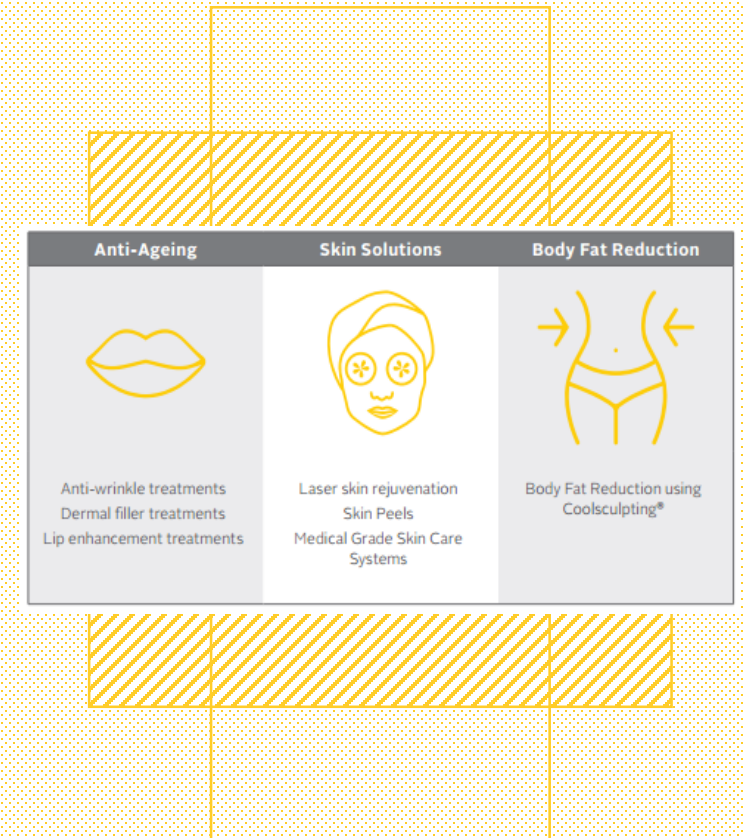 Anti-Ageing
Skin Solutions
Body Fat Reduction
Anti-wrinkle treatments
Dermal filler treatments
Lip enhancement treatments
Laser skin rejuvenation
Skin Peels
Medical Grade Skin Care
Systems
Body Fat Reduction using
Coolsculpting®